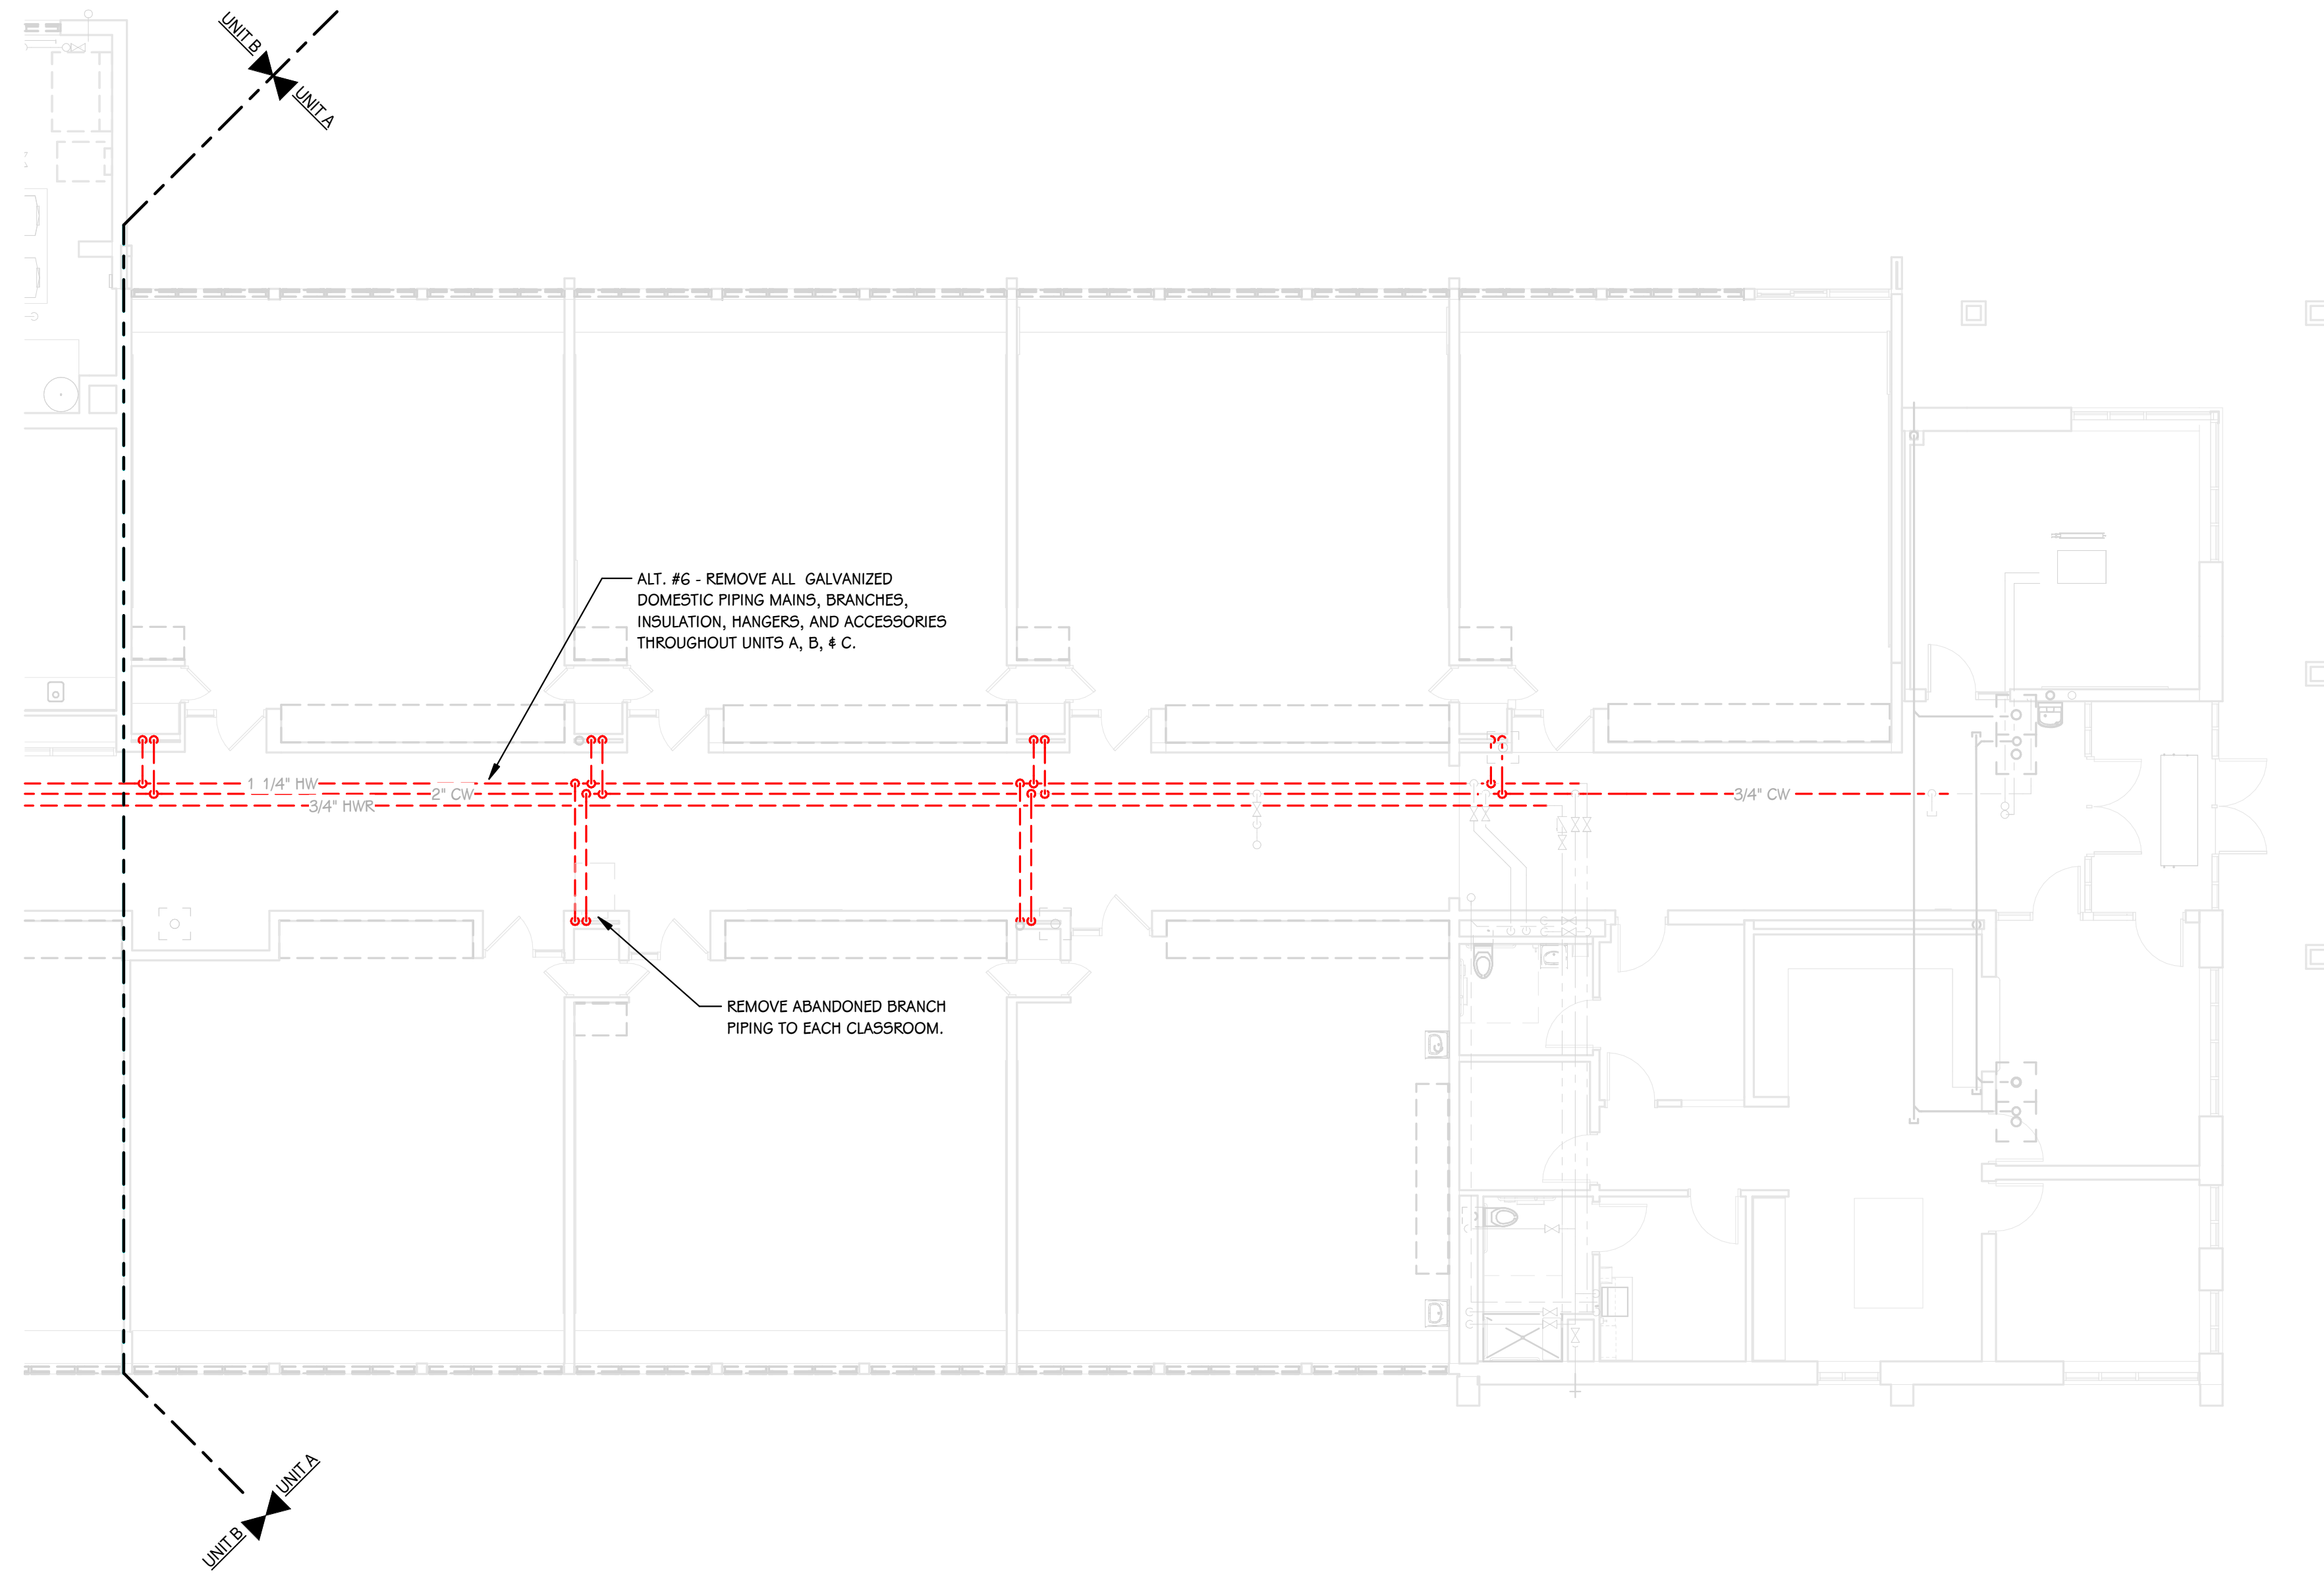 UNIT B
UNIT A
ALT. #6 - REMOVE ALL GALVANIZED
DOMESTIC PIPING MAINS, BRANCHES,
INSULATION, HANGERS, AND ACCESSORIES
THROUGHOUT UNITS A, B, & C.
1 1/4" HW
2" CW
3/4" HWR
3/4" CW
REMOVE ABANDONED BRANCH
PIPING TO EACH CLASSROOM.
UNIT A
UNIT B